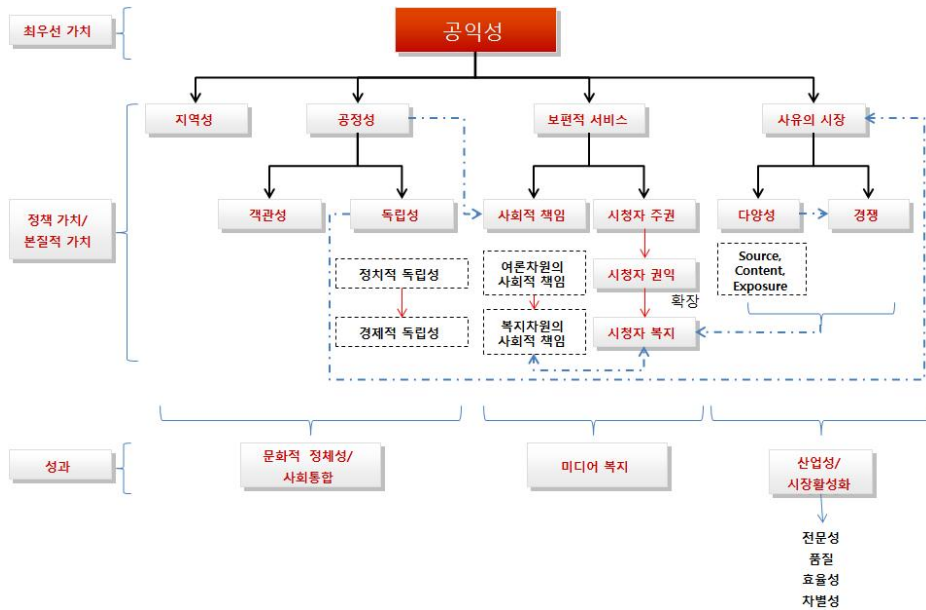 최우선 가치
공익성
지역성
공정성
보편적 서비스
사유의 시장
정책 가치/
본질적 가치
객관성
독립성
사회적 책임
시청자 주권
다양성
경쟁
정치적 독립성
여론차원의
사회적 책임
시청자 권익
Source,
Content,
Exposure
확장
경제적 독립성
복지차원의
사회적 책임
시청자 복지
성과
문화적 정체성/
사회통합
미디어 복지
산업성/
시장활성화
전문성
품질
효율성
차별성